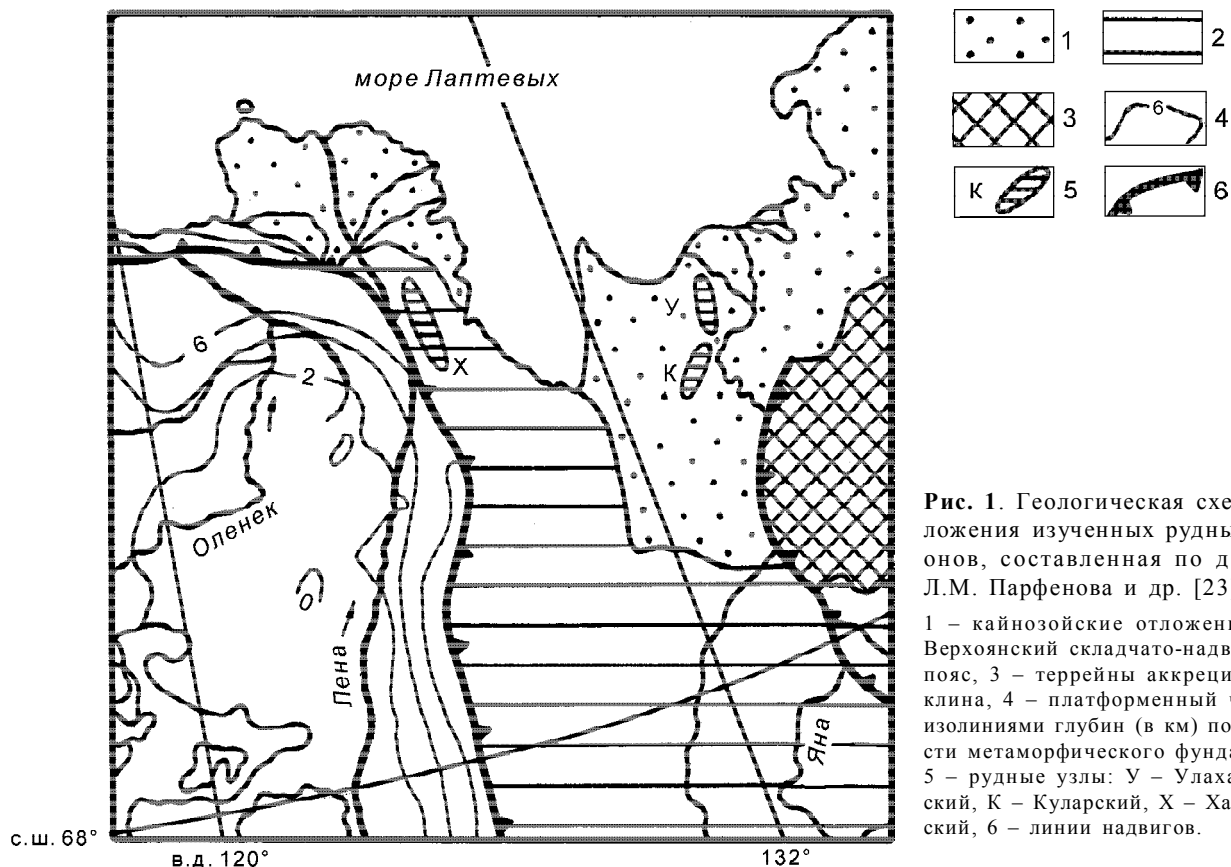 море Лаптевых
1
2
3
6
4
К
5
6
У
Х
К
6
2
Оленек
0
Лена
Яна
с.ш. 68°
в.д. 120°
132°
Рис. 1. Геологическая схе
ложения изученных рудны
онов, составленная по д
Л.М. Парфенова и др. [23
1 – кайнозойские отложени
Верхоянский складчато-надв
пояс, 3 – террейны аккреци
клина, 4 – платформенный ч
изолиниями глубин (в км) по
сти метаморфического фунда
5 – рудные узлы: У – Улаха
ский, К – Куларский, Х – Ха
ский, 6 – линии надвигов.